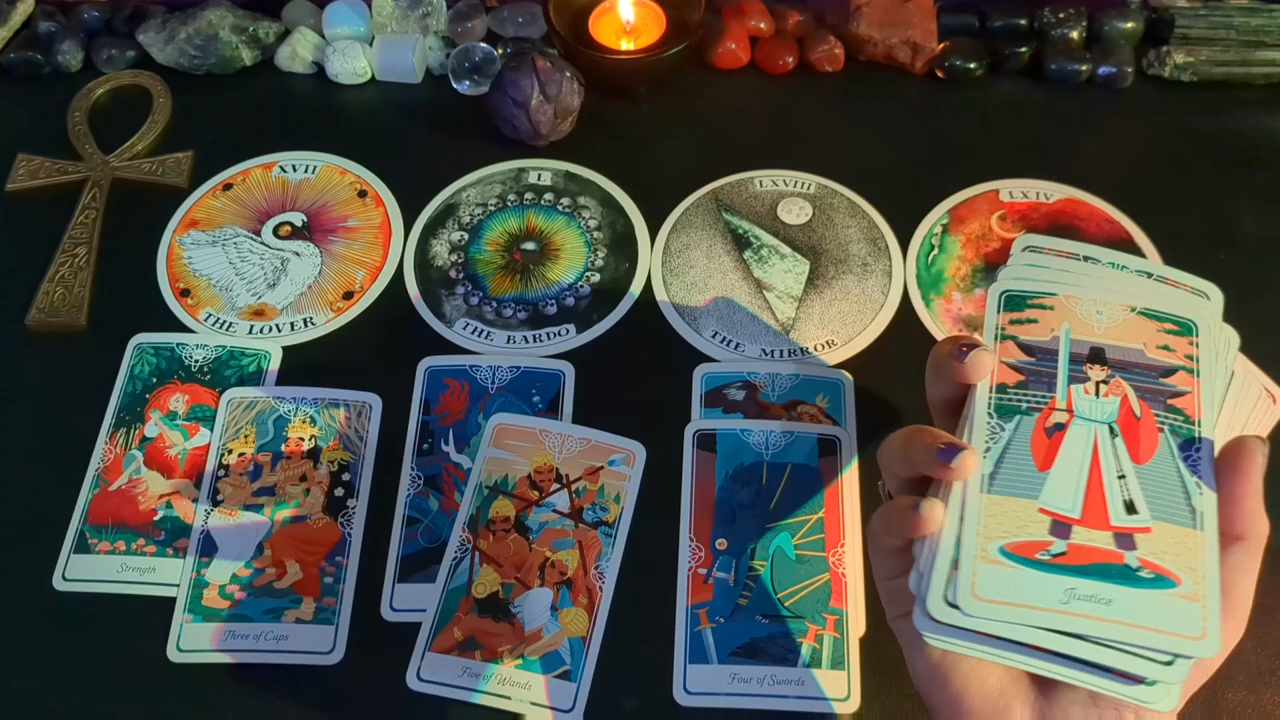 XVII
THE LOVER
L
THE BARDO
LXVIII
THE MIRROR
LXIV
Strength
Three of Cups
Five of Wands
Four of Swords
XI
Justice